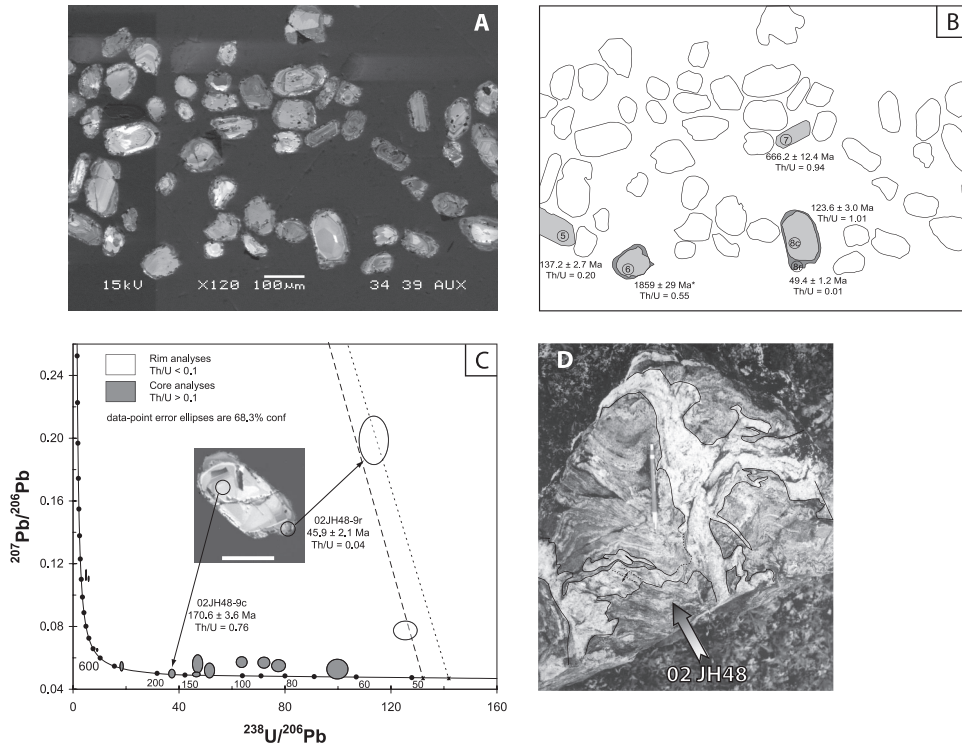 A
15kV X120 100μm 34 39 AUX
B
7
666.2 ± 12.4 Ma
Th/U = 0.94
123.6 ± 3.0 Ma
Th/U = 1.01
5
8c
137.2 ± 2.7 Ma
Th/U = 0.20
6
8r
1859 ± 29 Ma*
Th/U = 0.55
49.4 ± 1.2 Ma
Th/U = 0.01
C
Rim analyses
Th/U < 0.1
Core analyses
Th/U > 0.1
data-point error ellipses are 68.3% conf
0.24
0.20
0.16
0.12
0.08
0.04
207Pb/206Pb
02JH48-9r
45.9 ± 2.1 Ma
Th/U = 0.04
02JH48-9c
170.6 ± 3.6 Ma
Th/U = 0.76
600
200 150 100 80 60 50
0 40 80 120 160
238U/206Pb
D
02 JH48